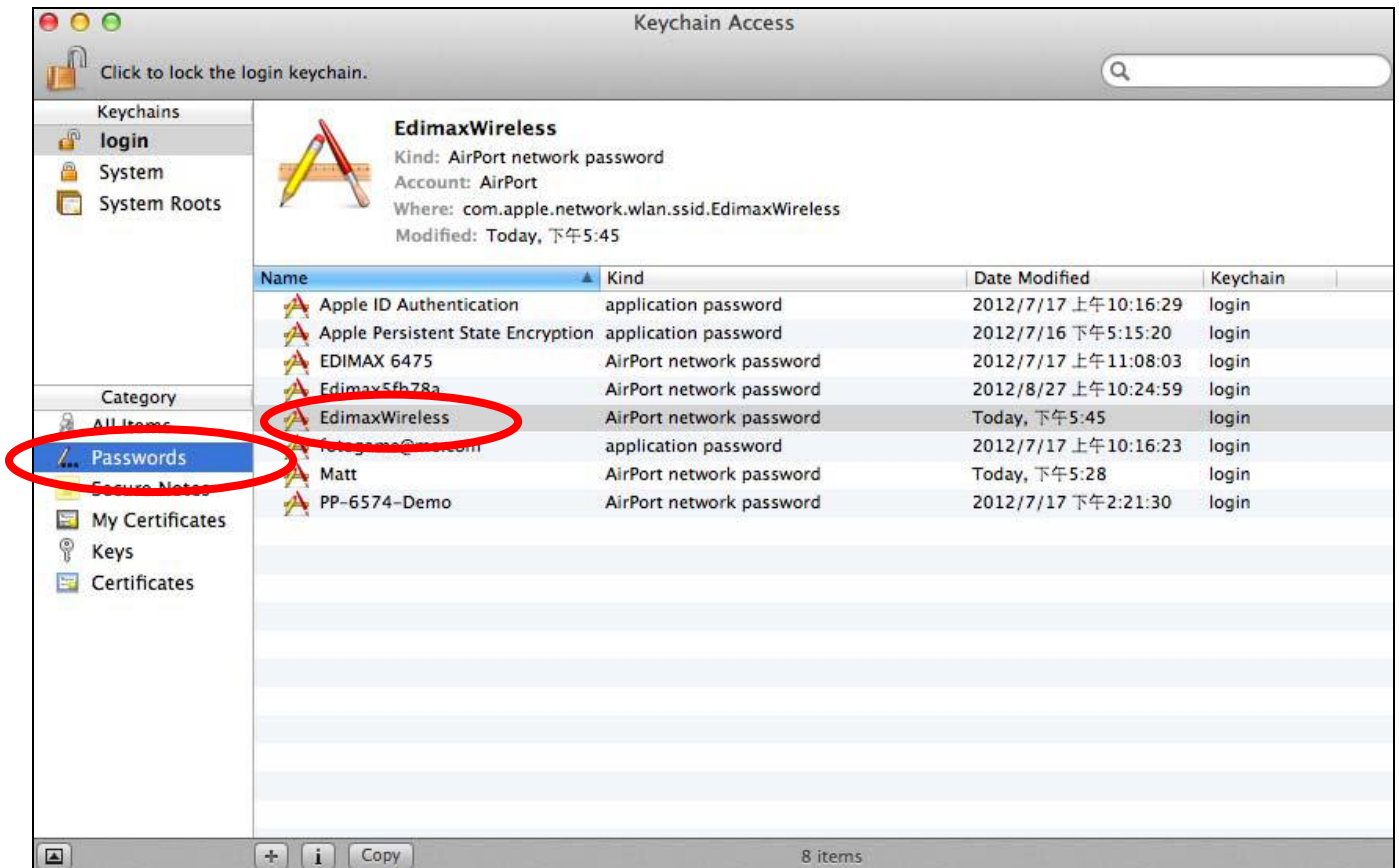 Keychain Access
Click to lock the login keychain.
Keychains
login
System
System Roots
EdimaxWireless
Kind: AirPort network password
Account: AirPort
Where: com.apple.network.wlan.ssid.EdimaxWireless
Modified: Today, 下午5:45
Name Kind Date Modified Keychain
Apple ID Authentication application password 2012/7/17 上午10:16:29 login
Apple Persistent State Encryption application password 2012/7/16 下午5:15:20 login
EDIMAX 6475 AirPort network password 2012/7/17 上午11:08:03 login
Edimax5fb78a AirPort network password 2012/8/27 上午10:24:59 login
EdimaxWireless AirPort network password Today, 下午5:45 login
application password 2012/7/17 上午10:16:23 login
Matt AirPort network password Today, 下午5:28 login
PP-6574-Demo AirPort network password 2012/7/17 下午2:21:30 login
Category
All Items
Passwords
Secure Notes
My Certificates
Keys
Certificates
Copy
8 items